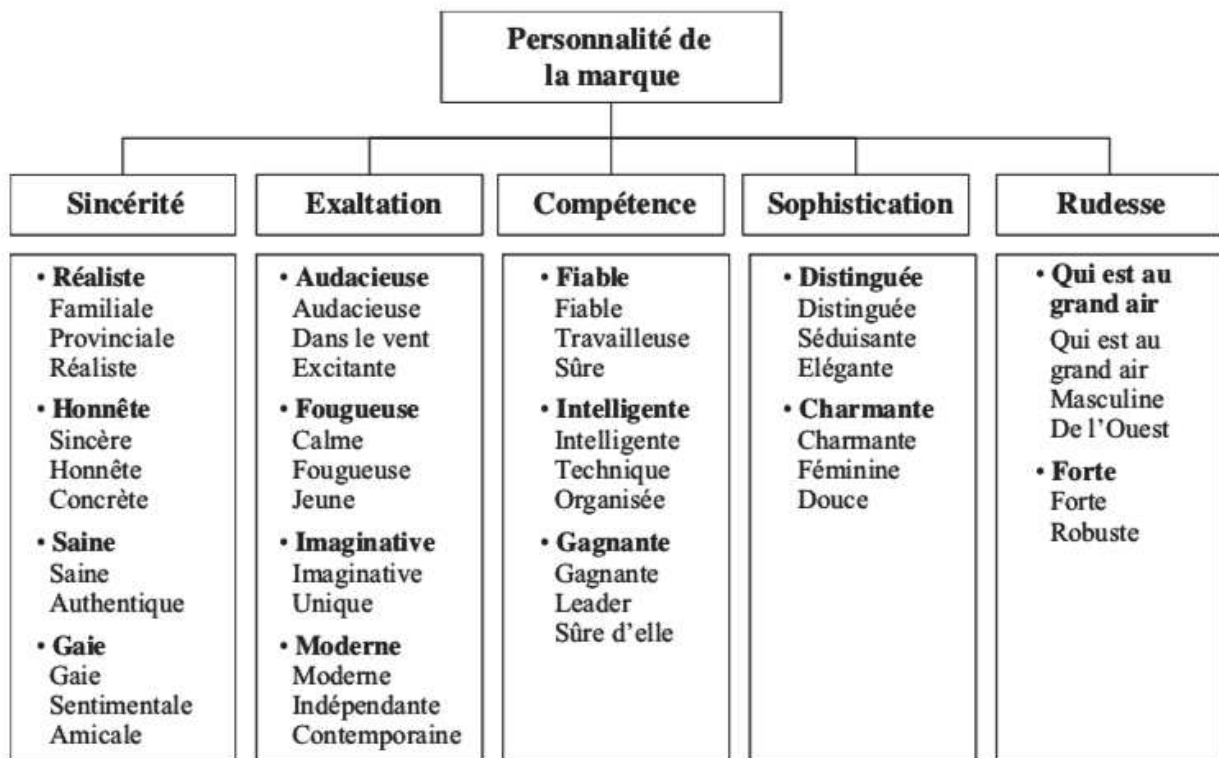 Personnalité de
la marque
Sincérité
Exaltation
Compétence
Sophistication
Rudesse
• Réaliste
Familiale
Provinciale
Réaliste
• Honnête
Sincère
Honnête
Concrète
• Saine
Saine
Authentique
• Gaie
Gaie
Sentimentale
Amicale
• Audacieuse
Audacieuse
Dans le vent
Excitante
• Fougueuse
Calme
Fougueuse
Jeune
• Imaginative
Imaginative
Unique
• Moderne
Moderne
Indépendante
Contemporaine
• Fiable
Fiable
Travailleuse
Sûre
• Intelligente
Intelligente
Technique
Organisée
• Gagnante
Gagnante
Leader
Sûre d'elle
• Distinguée
Distinguée
Séduisante
Elégante
• Charmante
Charmante
Féminine
Douce
• Qui est au
grand air
Qui est au
grand air
Masculine
De l'Ouest
• Forte
Forte
Robuste